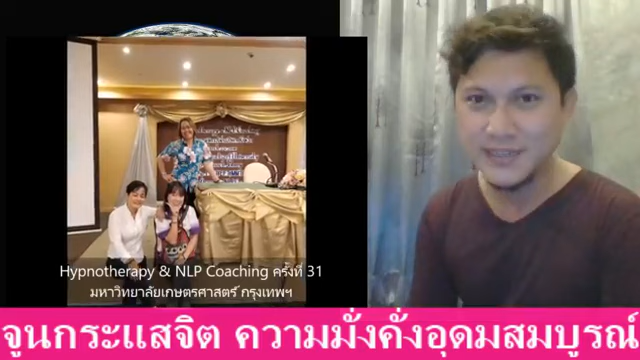 Hypnotherapy & NLP Coaching ครั้งที่ 31
มหาวิทยาลัยเกษตรศาสตร์ กรุงเทพฯ
จูนกระแสจิต ความมั่งคั่งอุดมสมบูรณ์